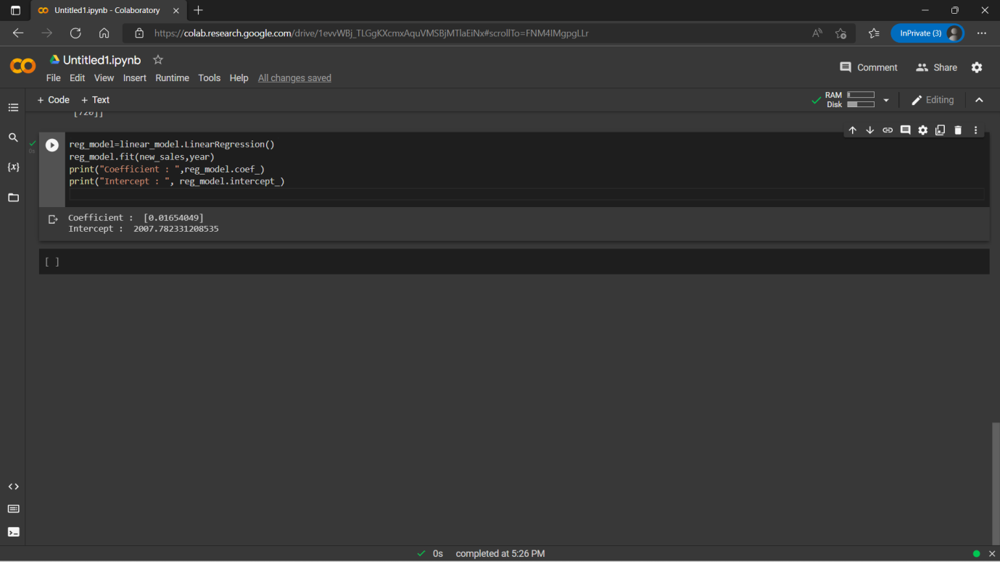 Untitled1.ipynb - Colaboratory
https://colab.research.google.com/drive/1evvWBj_TLGgKXcmxAquVMSBjMTlaEiNx#scrollTo=FNM4IMgpgLLr
InPrivate (3)
Untitled1.ipynb
File Edit View Insert Runtime Tools Help All changes saved
Comment Share
+ Code + Text
RAM
Disk
Editing
[720]]
reg_model=linear_model.LinearRegression()
reg_model.fit(new_sales,year)
print("Coefficient : ",reg_model.coef_)
print("Intercept : ", reg_model.intercept_)
0s
Coefficient :  [0.01654049]
Intercept :  2007.782331208535
[ ]
0s completed at 5:26 PM